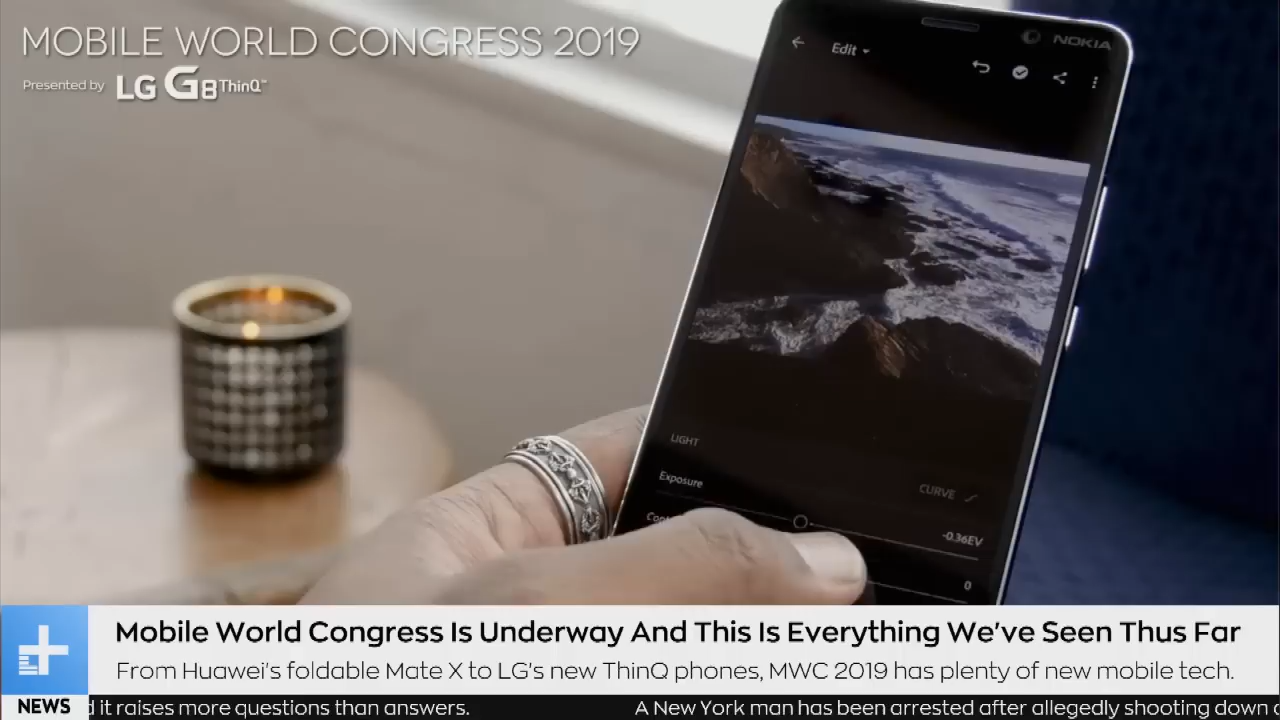 MOBILE WORLD CONGRESS 2019
Presented by LG G8 ThinQ™
NOKIA
Edit
LIGHT
CURVE
Exposure
-0.36EV
0
Mobile World Congress Is Underway And This Is Everything We've Seen Thus Far
From Huawei's foldable Mate X to LG's new ThinQ phones, MWC 2019 has plenty of new mobile tech.
NEWS
it raises more questions than answers.
A New York man has been arrested after allegedly shooting down